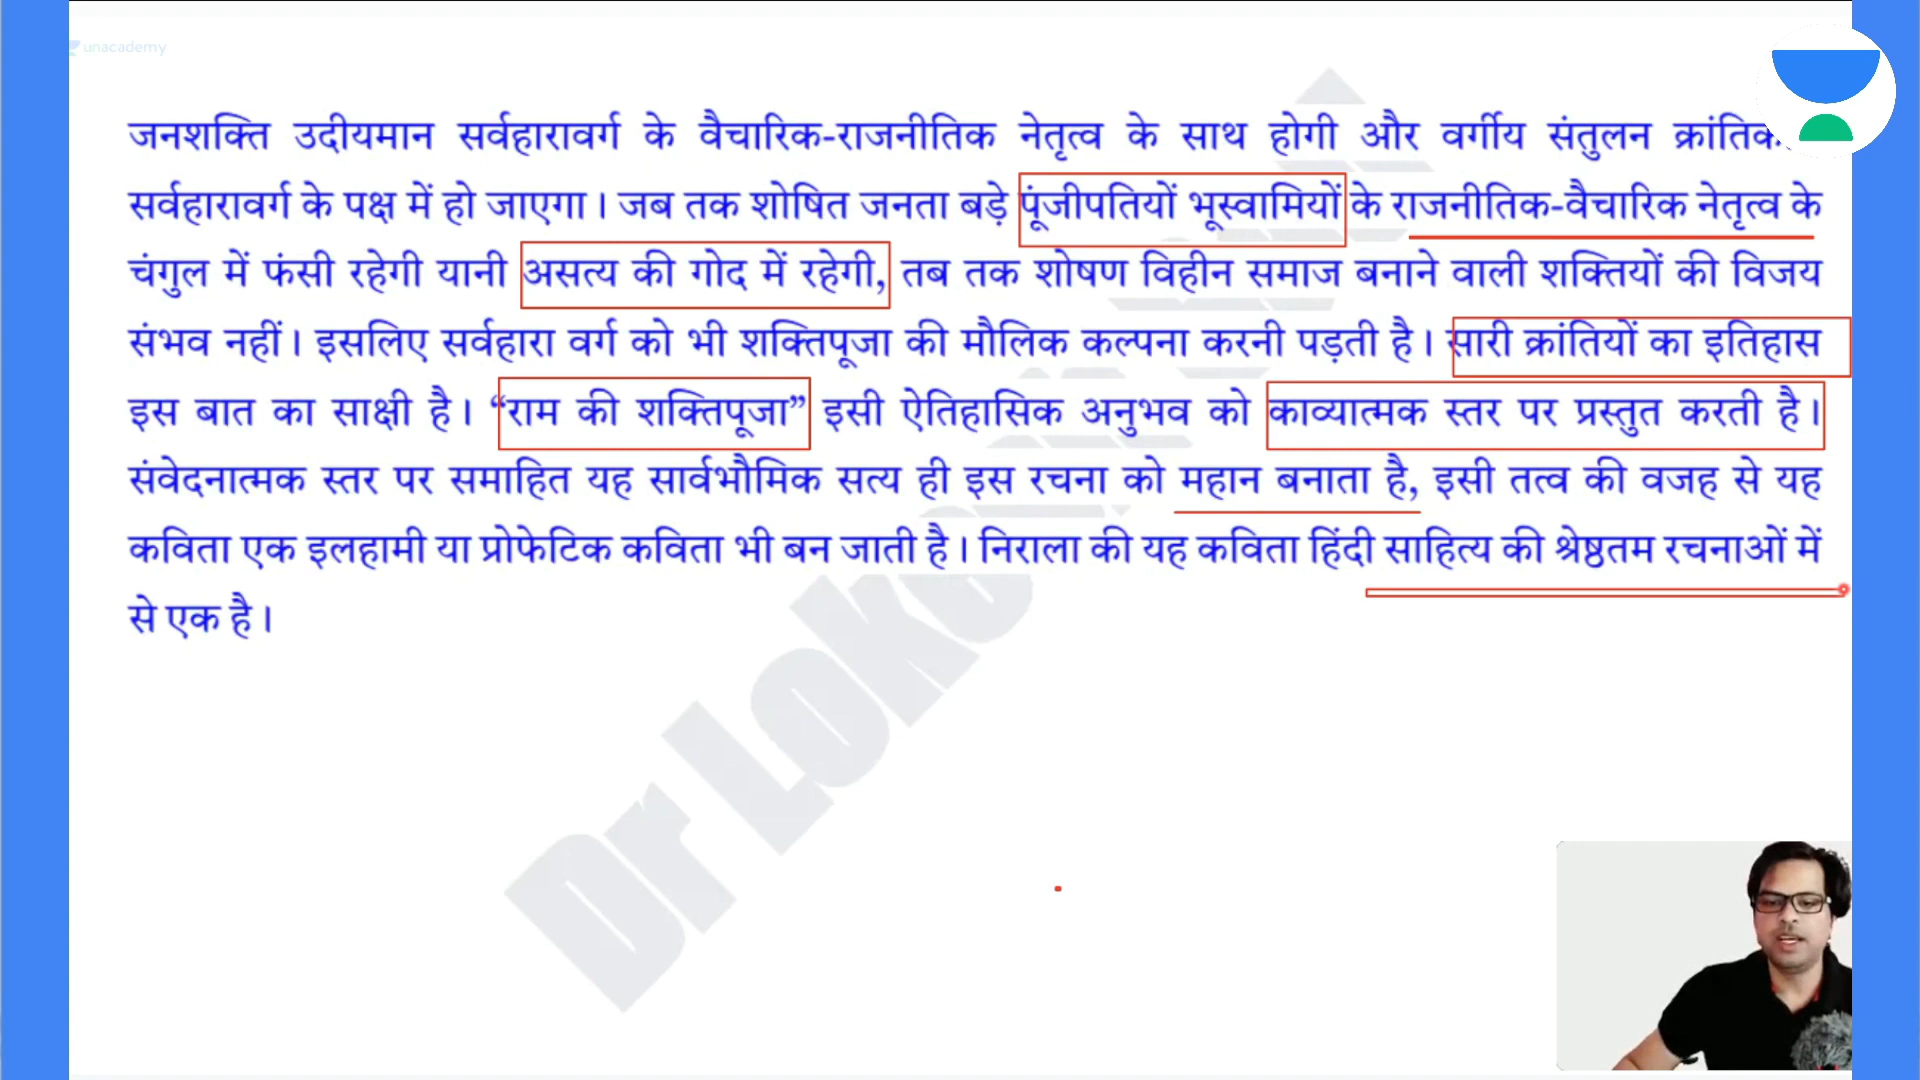 unacademy
जनशक्ति उदीयमान सर्वहारावर्ग के वैचारिक-राजनीतिक नेतृत्व के साथ होगी और वर्गीय संतुलन
सर्वहारावर्ग के पक्ष में हो जाएगा। जब तक शोषित जनता बड़े पूंजीपतियों भूस्वामियों के राजनीतिक-वैचारिक नेतृत्व के
चंगुल में फंसी रहेगी यानी असत्य की गोद में रहेगी, तब तक शोषण विहीन समाज बनाने वाली शक्तियों की विजय
संभव नहीं। इसलिए सर्वहारा वर्ग को भी शक्तिपूजा की मौलिक कल्पना करनी पड़ती है। सारी क्रांतियों का इतिहास
इस बात का साक्षी है। “राम की शक्तिपूजा” इसी ऐतिहासिक अनुभव को काव्यात्मक स्तर पर प्रस्तुत करती है।
संवेदनात्मक स्तर पर समाहित यह सार्वभौमिक सत्य ही इस रचना को महान बनाता है, इसी तत्व की वजह से यह
कविता एक इलहामी या प्रोफेटिक कविता भी बन जाती है। निराला की यह कविता हिंदी साहित्य की श्रेष्ठतम रचनाओं में
से एक है।
Dr